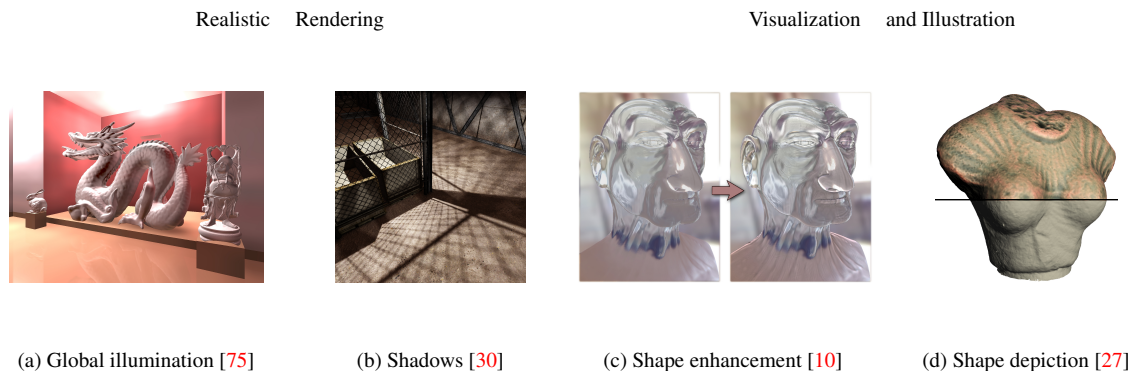 Realistic Rendering
Visualization and Illustration
(a) Global illumination [75]
(b) Shadows [30]
(c) Shape enhancement [10]
(d) Shape depiction [27]